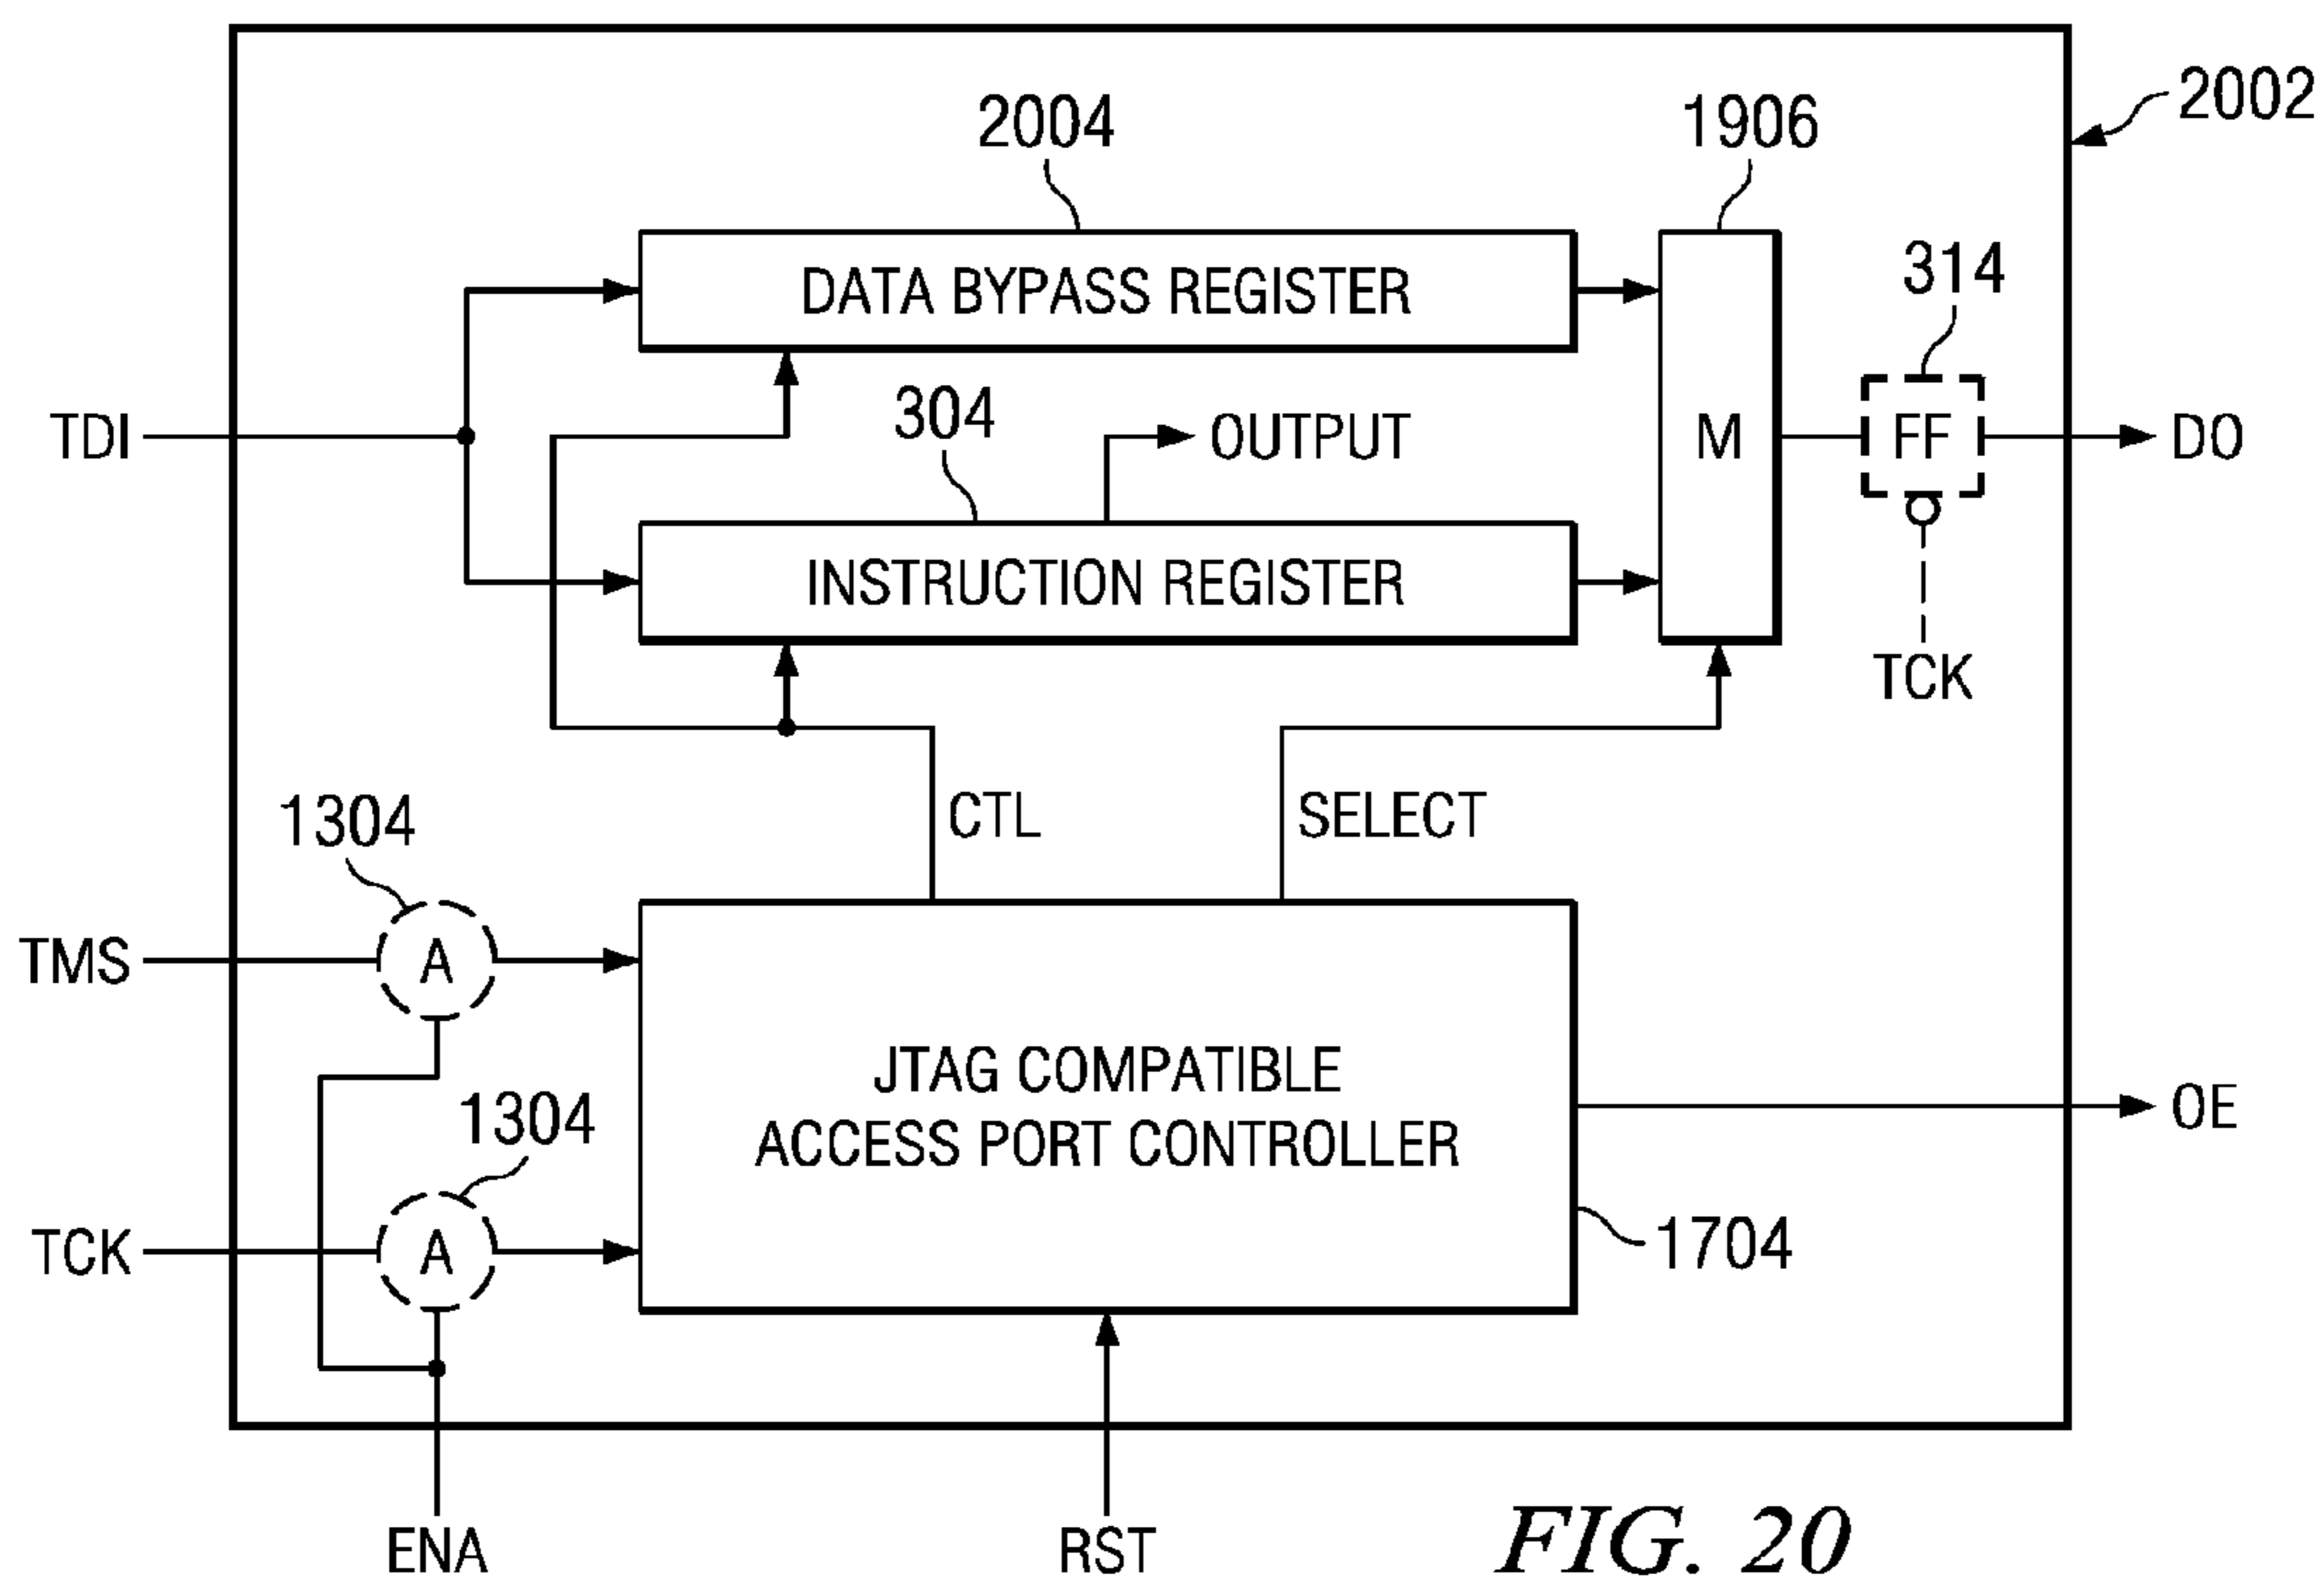 2002
2004
1906
314
DATA BYPASS REGISTER
304
TDI
OUTPUT
M
FF
DO
INSTRUCTION REGISTER
TCK
CTL
SELECT
1304
TMS
A
JTAG COMPATIBLE
ACCESS PORT CONTROLLER
OE
1304
TCK
A
1704
ENA
RST
FIG. 20